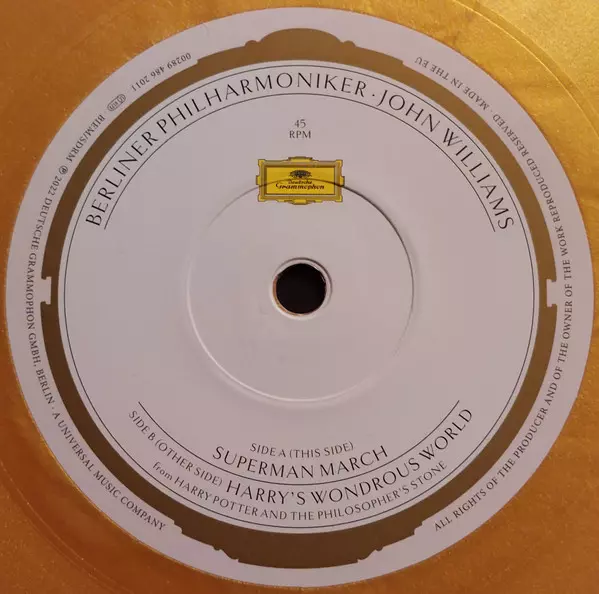 BERLINER PHILHARMONIKER · JOHN WILLIAMS
45
RPM
Deutsche
Grammophon
SIDE A (THIS SIDE)
SUPERMAN MARCH
SIDE B (OTHER SIDE) HARRY'S WONDROUS WORLD
from HARRY POTTER AND THE PHILOSOPHER'S STONE
00289 486 2011
BIEM/SDRM · ℗ 2022 DEUTSCHE GRAMMOPHON GMBH, BERLIN · A UNIVERSAL MUSIC COMPANY
ALL RIGHTS OF THE PRODUCER AND OF THE OWNER OF THE WORK REPRODUCED RESERVED · MADE IN THE EU